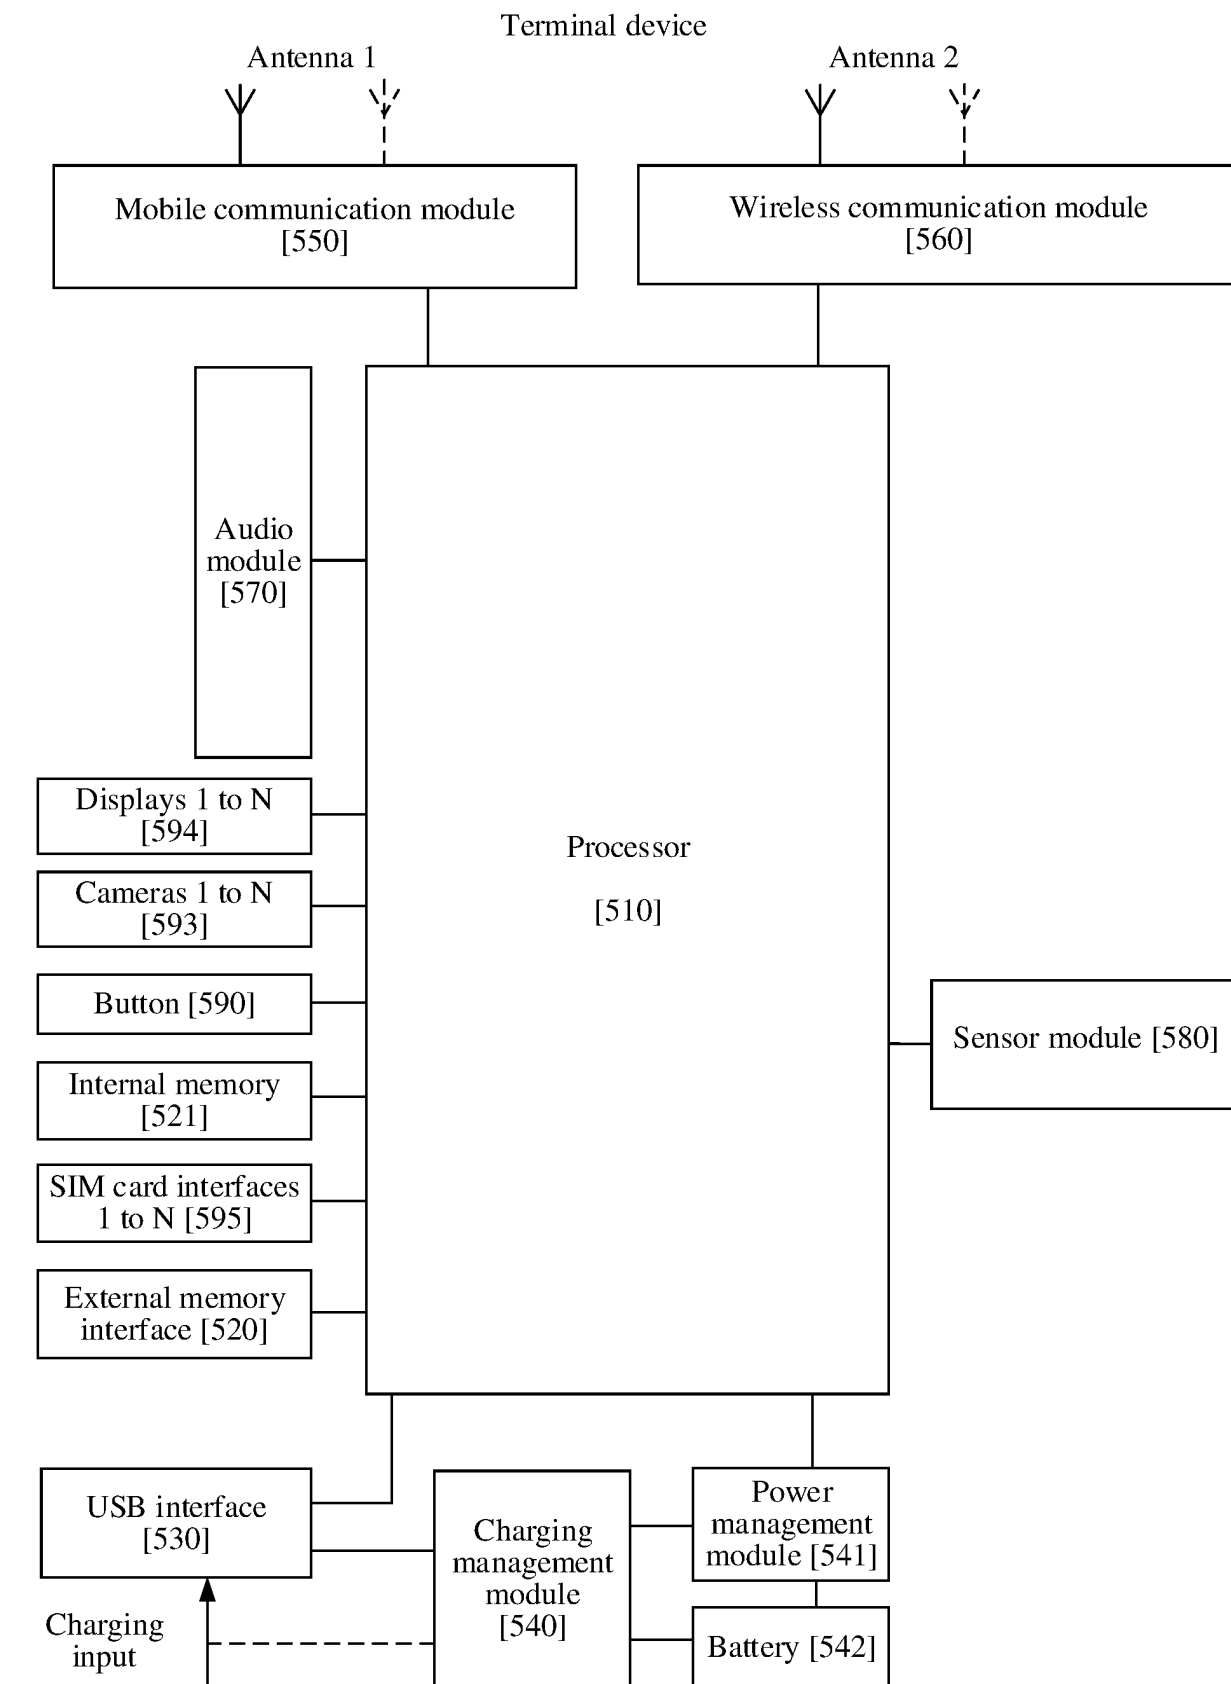 Terminal device
Antenna 1
Antenna 2
Mobile communication module
[550]
Wireless communication module
[560]
Audio
module
[570]
Displays 1 to N
[594]
Cameras 1 to N
[593]
Button [590]
Internal memory
[521]
SIM card interfaces
1 to N [595]
External memory
interface [520]
Processor
[510]
Sensor module [580]
USB interface
[530]
Charging
input
Charging
management
module
[540]
Power
management
module [541]
Battery [542]